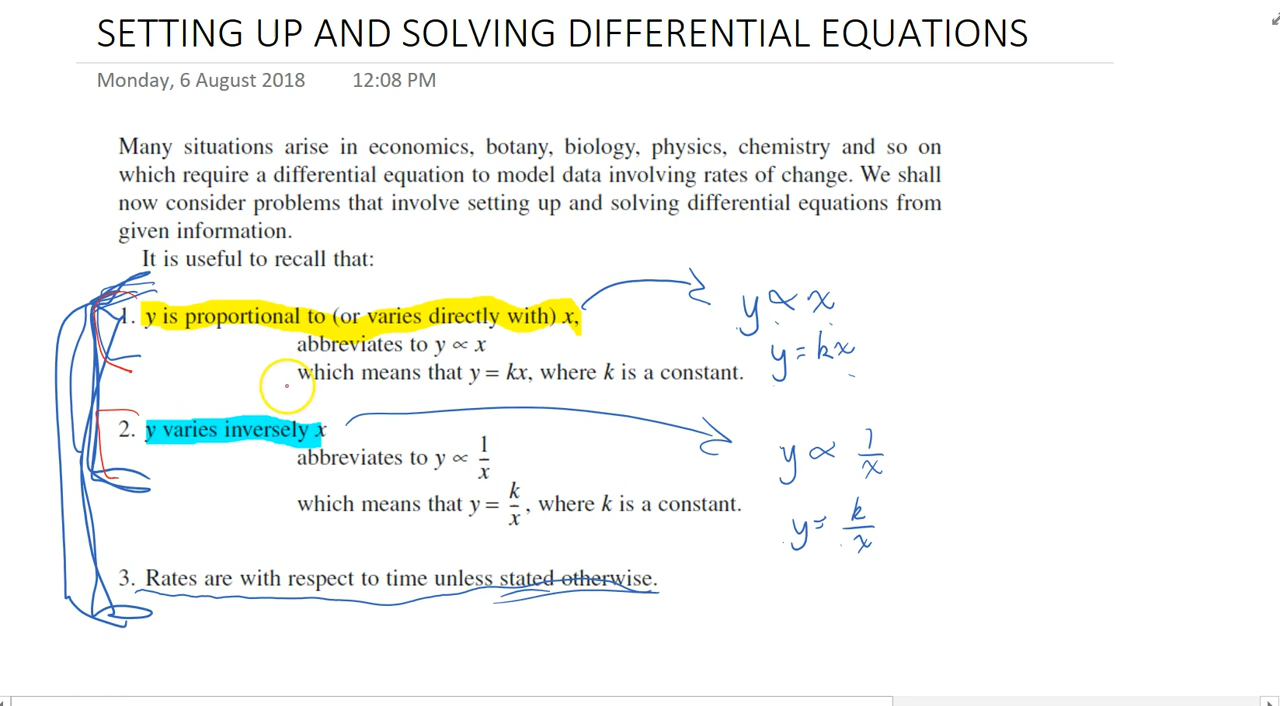 SETTING UP AND SOLVING DIFFERENTIAL EQUATIONS
Monday, 6 August 2018 12:08 PM
Many situations arise in economics, botany, biology, physics, chemistry and so on
which require a differential equation to model data involving rates of change. We shall
now consider problems that involve setting up and solving differential equations from
given information.
It is useful to recall that:
1. y is proportional to (or varies directly with) x,
abbreviates to y ∝ x
which means that y = kx, where k is a constant.
y ∝ x
y = kx
2. y varies inversely x
abbreviates to y ∝ 1/x
which means that y = k/x, where k is a constant.
y ∝ 1/x
y = k/x
3. Rates are with respect to time unless stated otherwise.